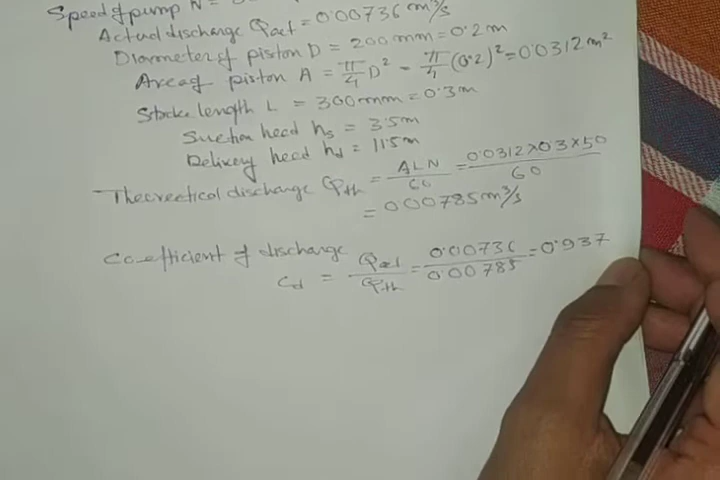 Speed of pump N =
Actual discharge Qact = 0.00736 m³/s
Diameter of piston D = 200 mm = 0.2 m
Area of piston A = π/4 D² = π/4 (0.2)² = 0.0312 m²
Stroke length L = 300 mm = 0.3 m
Suction head hs = 3.5 m
Delivery head hd = 11.5 m
Theoretical discharge Qth = ALN/60 = 0.0312 × 0.3 × 50/60
= 0.00785 m³/s
Coefficient of discharge
Cd = Qact/Qth = 0.00736/0.00785 = 0.937